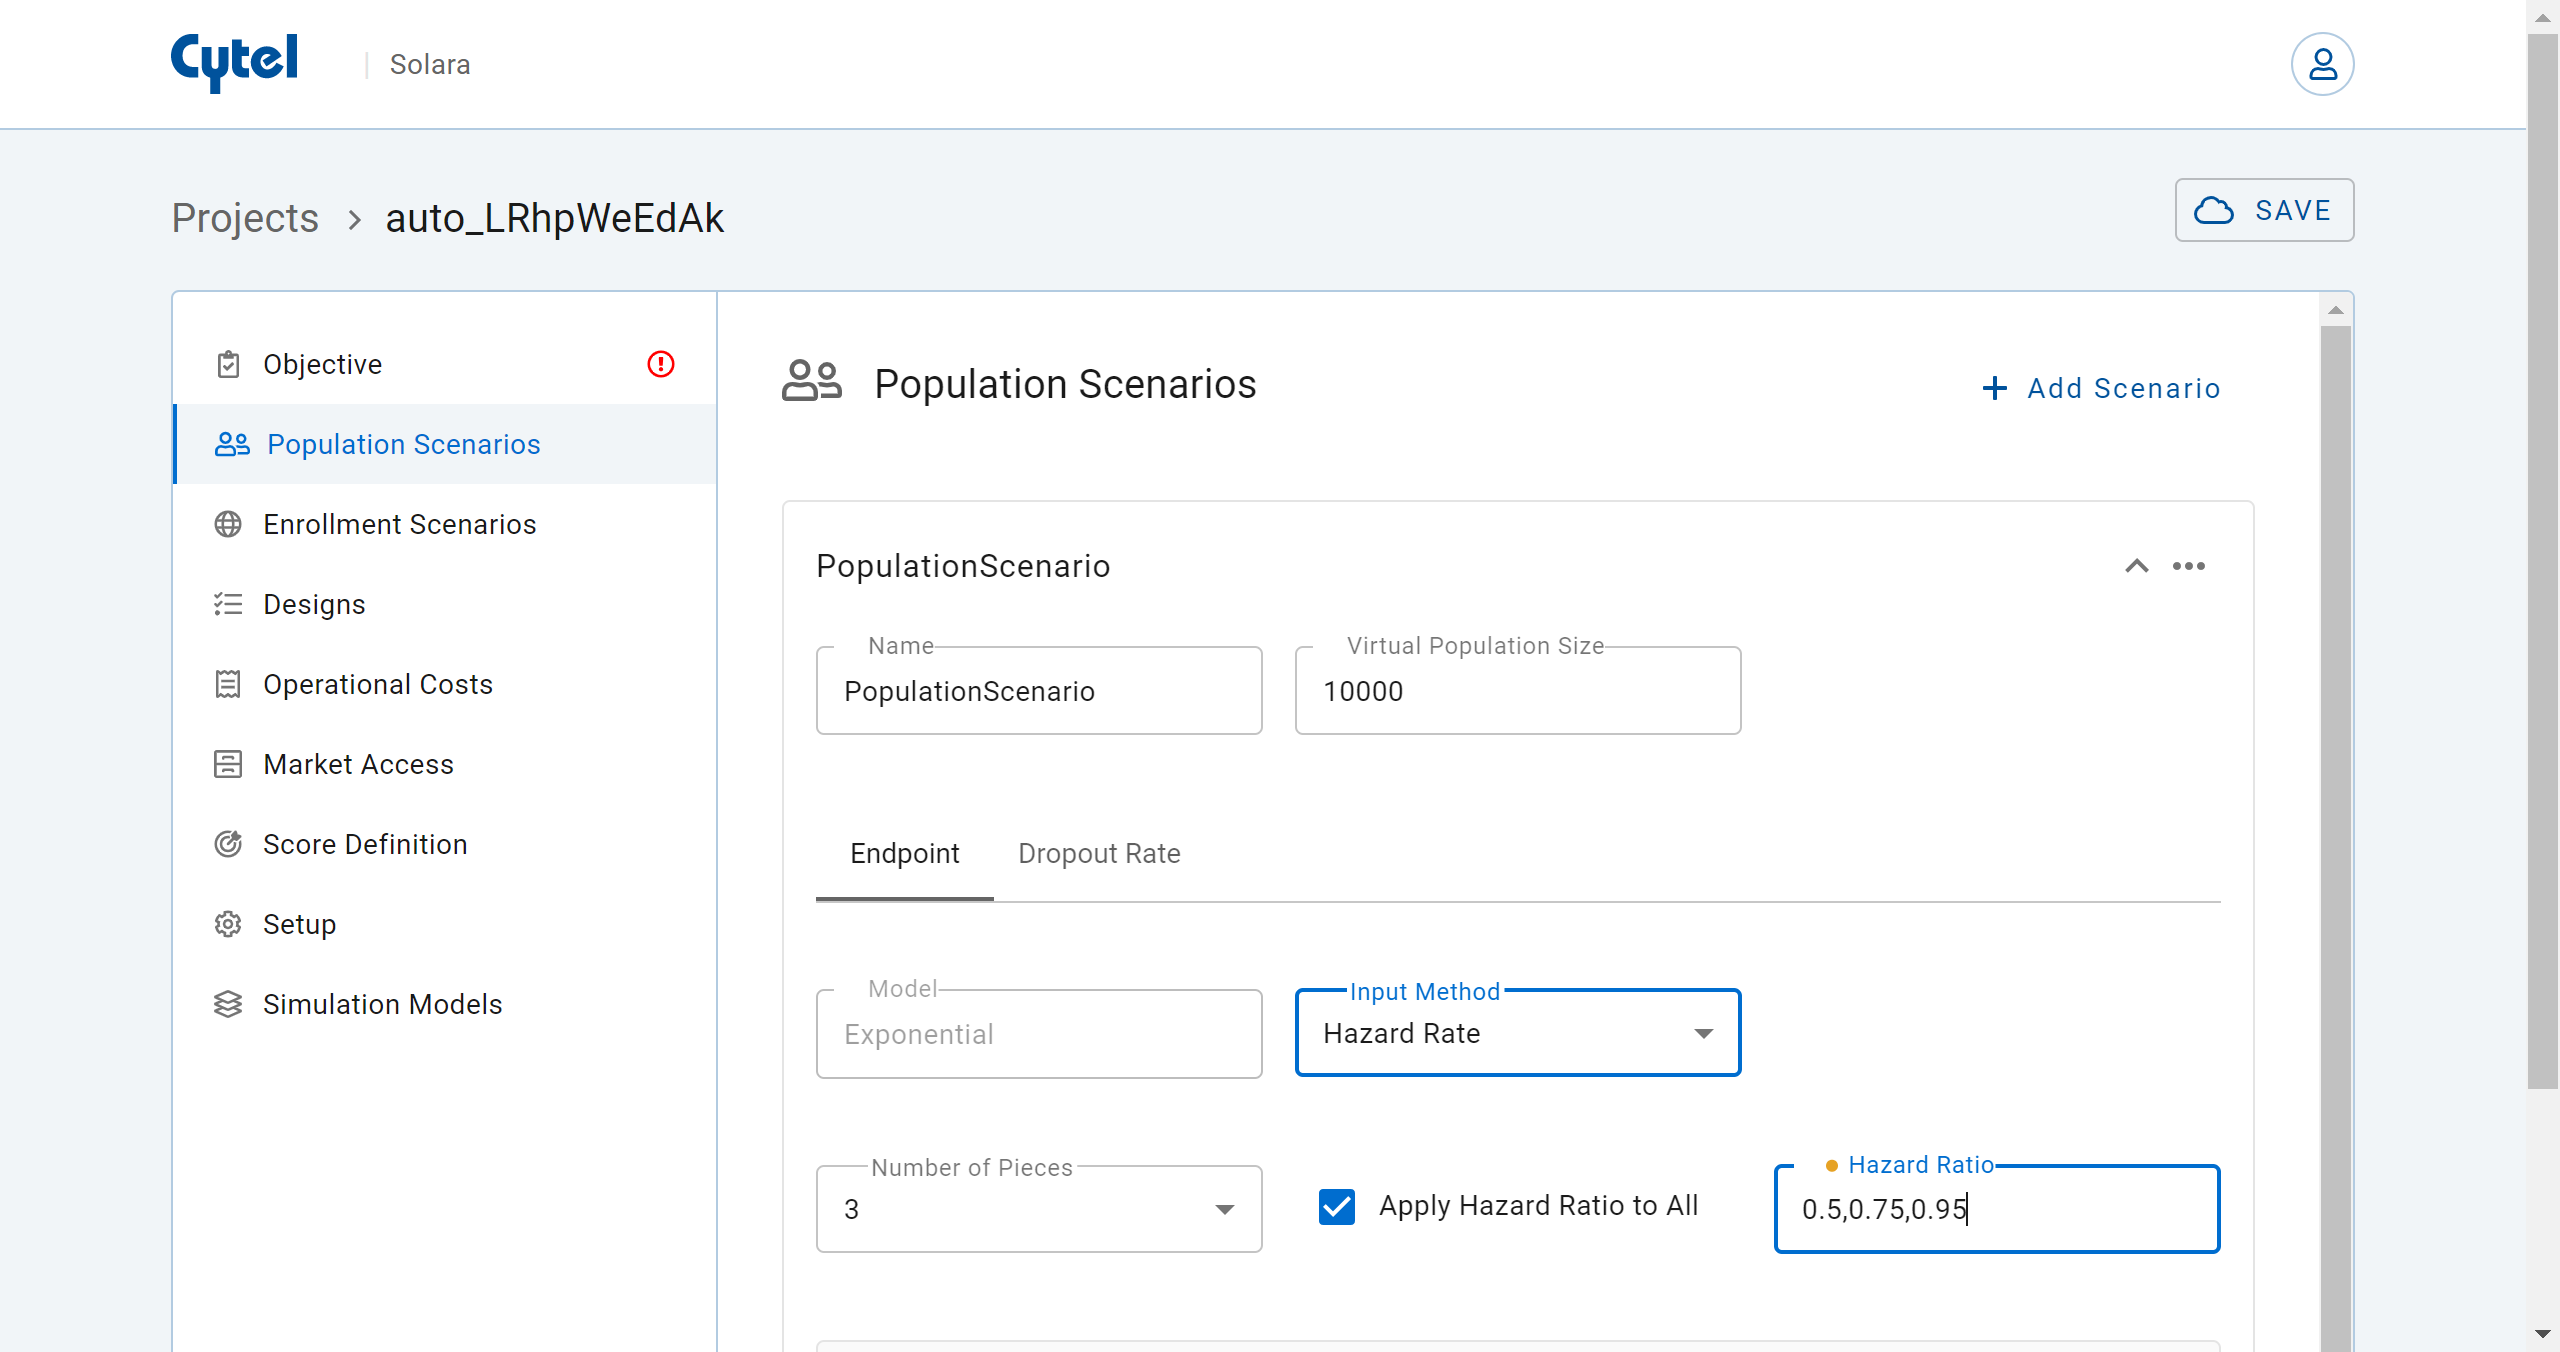 Cytel
Solara
Projects > auto_LRhpWeEdAk
SAVE
Objective
Population Scenarios
Enrollment Scenarios
Designs
Operational Costs
Market Access
Score Definition
Setup
Simulation Models
Population Scenarios
+ Add Scenario
PopulationScenario
Name
PopulationScenario
Virtual Population Size
10000
Endpoint
Dropout Rate
Model
Exponential
Input Method
Hazard Rate
Number of Pieces
3
Apply Hazard Ratio to All
Hazard Ratio
0.5,0.75,0.95